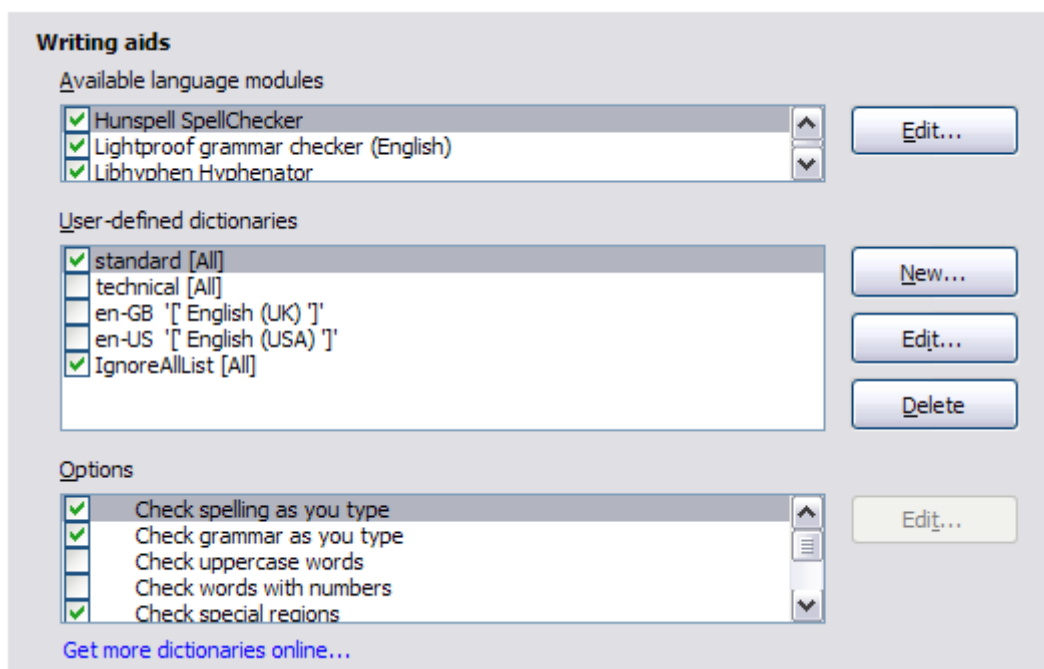 Writing aids
Available language modules
Hunspell SpellChecker
Edit...
Lightproof grammar checker (English)
Libhyphen Hyphenator
User-defined dictionaries
standard [All]
New...
technical [All]
en-GB '[' English (UK) ']'
en-US '[' English (USA) ']'
Edit...
IgnoreAllList [All]
Delete
Options
Check spelling as you type
Edit...
Check grammar as you type
Check uppercase words
Check words with numbers
Check special regions
Get more dictionaries online...